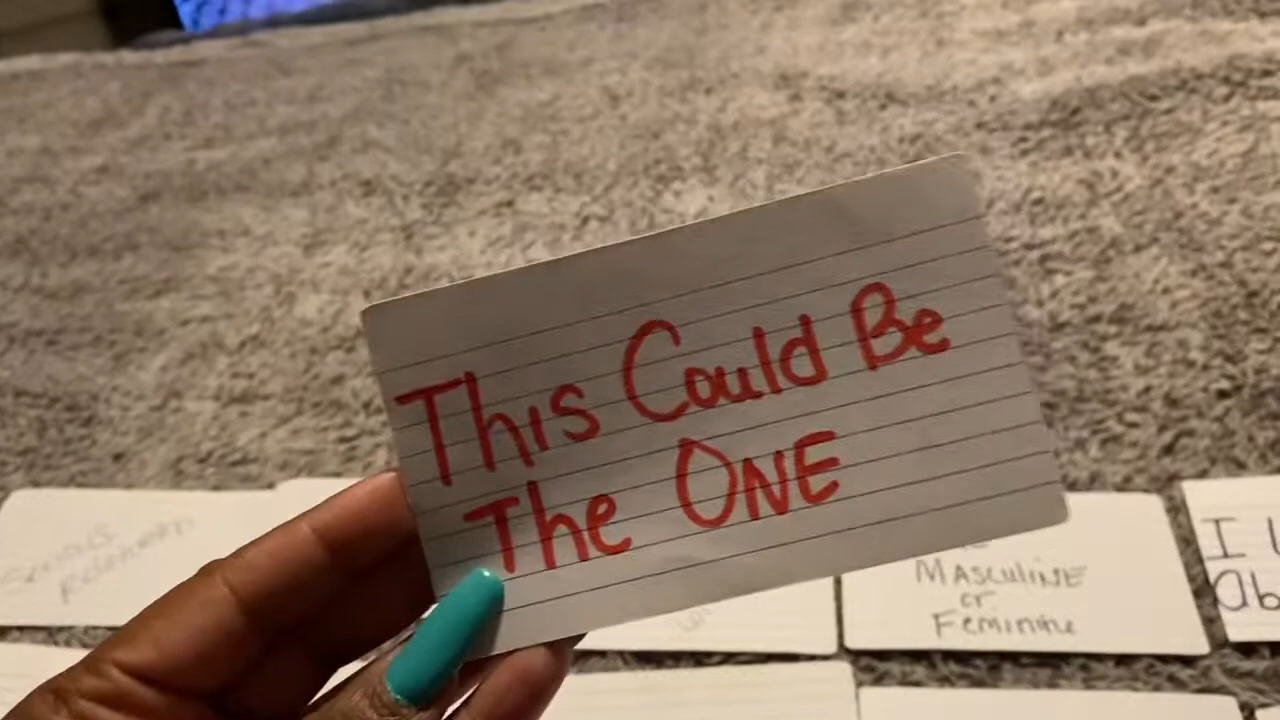 This Could Be
The ONE
MASCULINE
or
Feminine
I